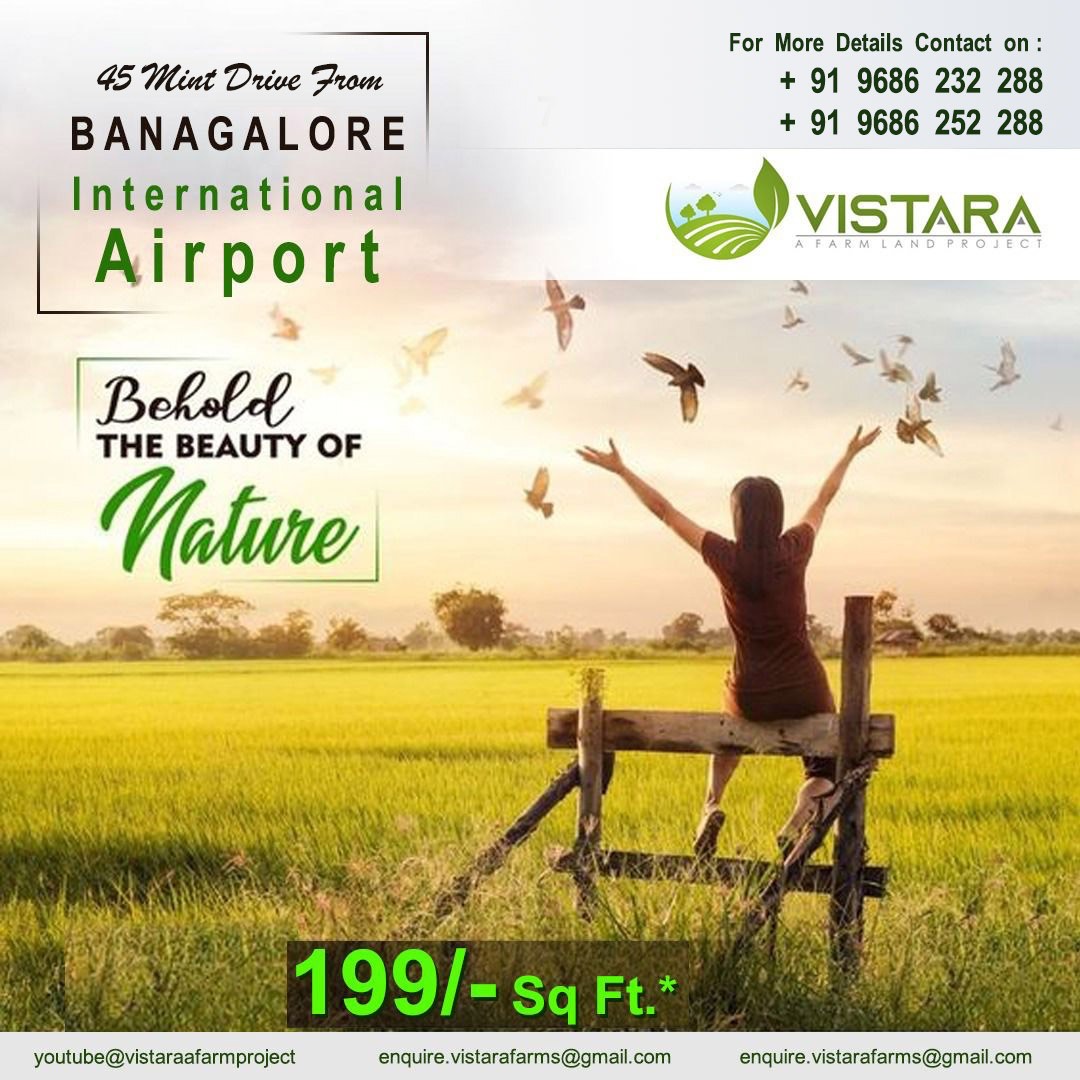 45 Mint Drive From
BANAGALORE
International
Airport
For More Details Contact on :
+ 91 9686 232 288
+ 91 9686 252 288
VISTARA
A FARM LAND PROJECT
Behold
THE BEAUTY OF
Nature
199/- Sq Ft.*
youtube@vistaraafarmproject
enquire.vistarafarms@gmail.com
enquire.vistarafarms@gmail.com